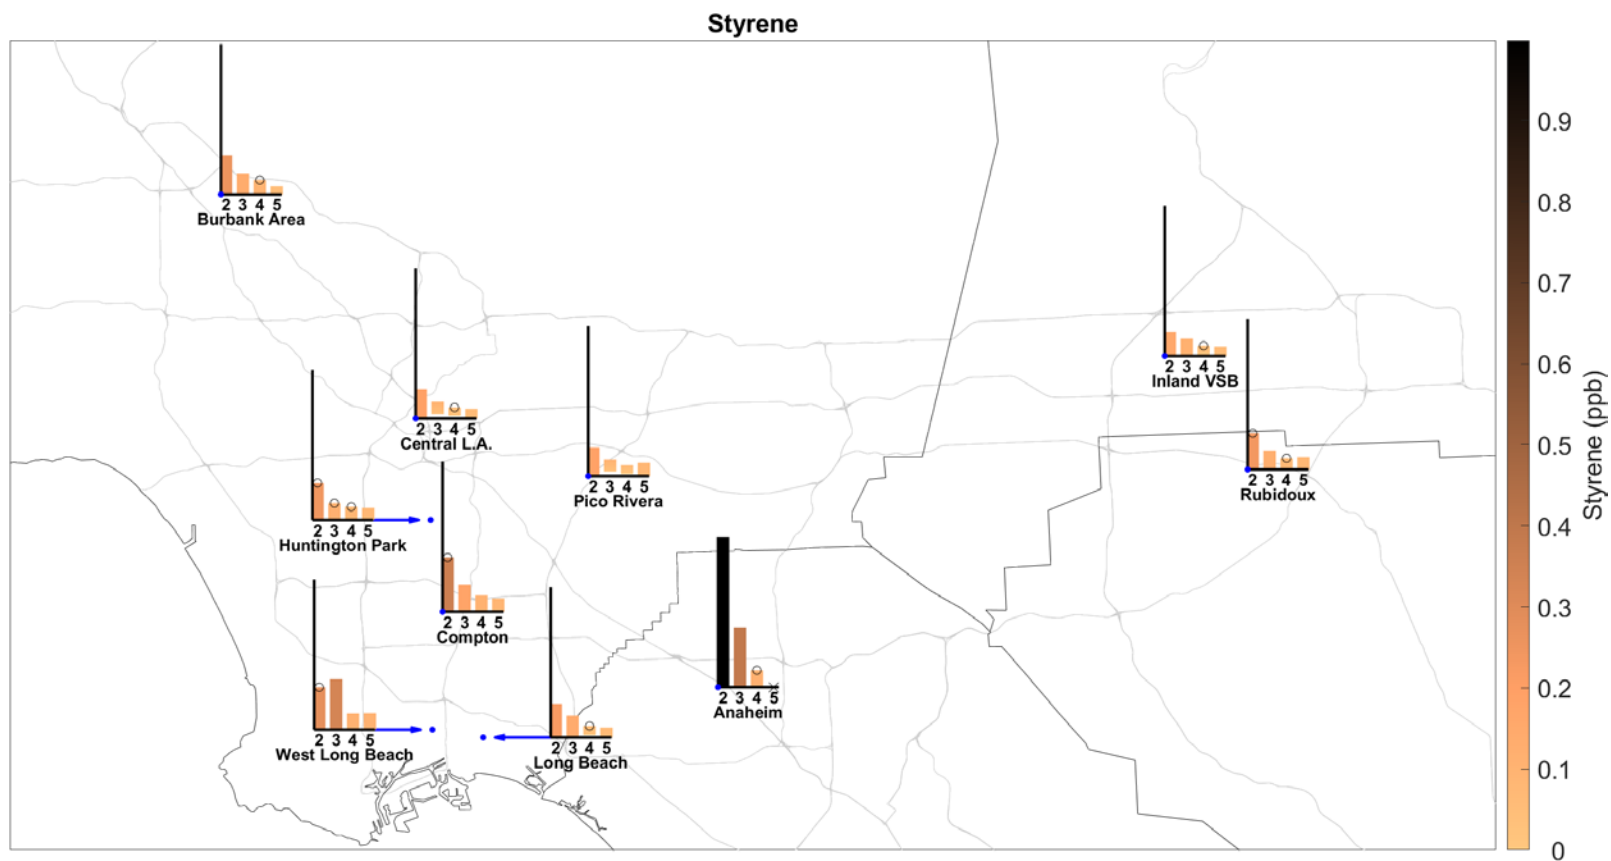 Styrene
2 3 4 5
Burbank Area
2 3 4 5
Central L.A.
2 3 4 5
Pico Rivera
2 3 4 5
Inland VSB
2 3 4 5
Rubidoux
2 3 4 5
Huntington Park
2 3 4 5
Compton
2 3 4 5
West Long Beach
2 3 4 5
Long Beach
2 3 4 5
Anaheim
0.9
0.8
0.7
0.6
0.5
0.4
0.3
0.2
0.1
0
Styrene (ppb)